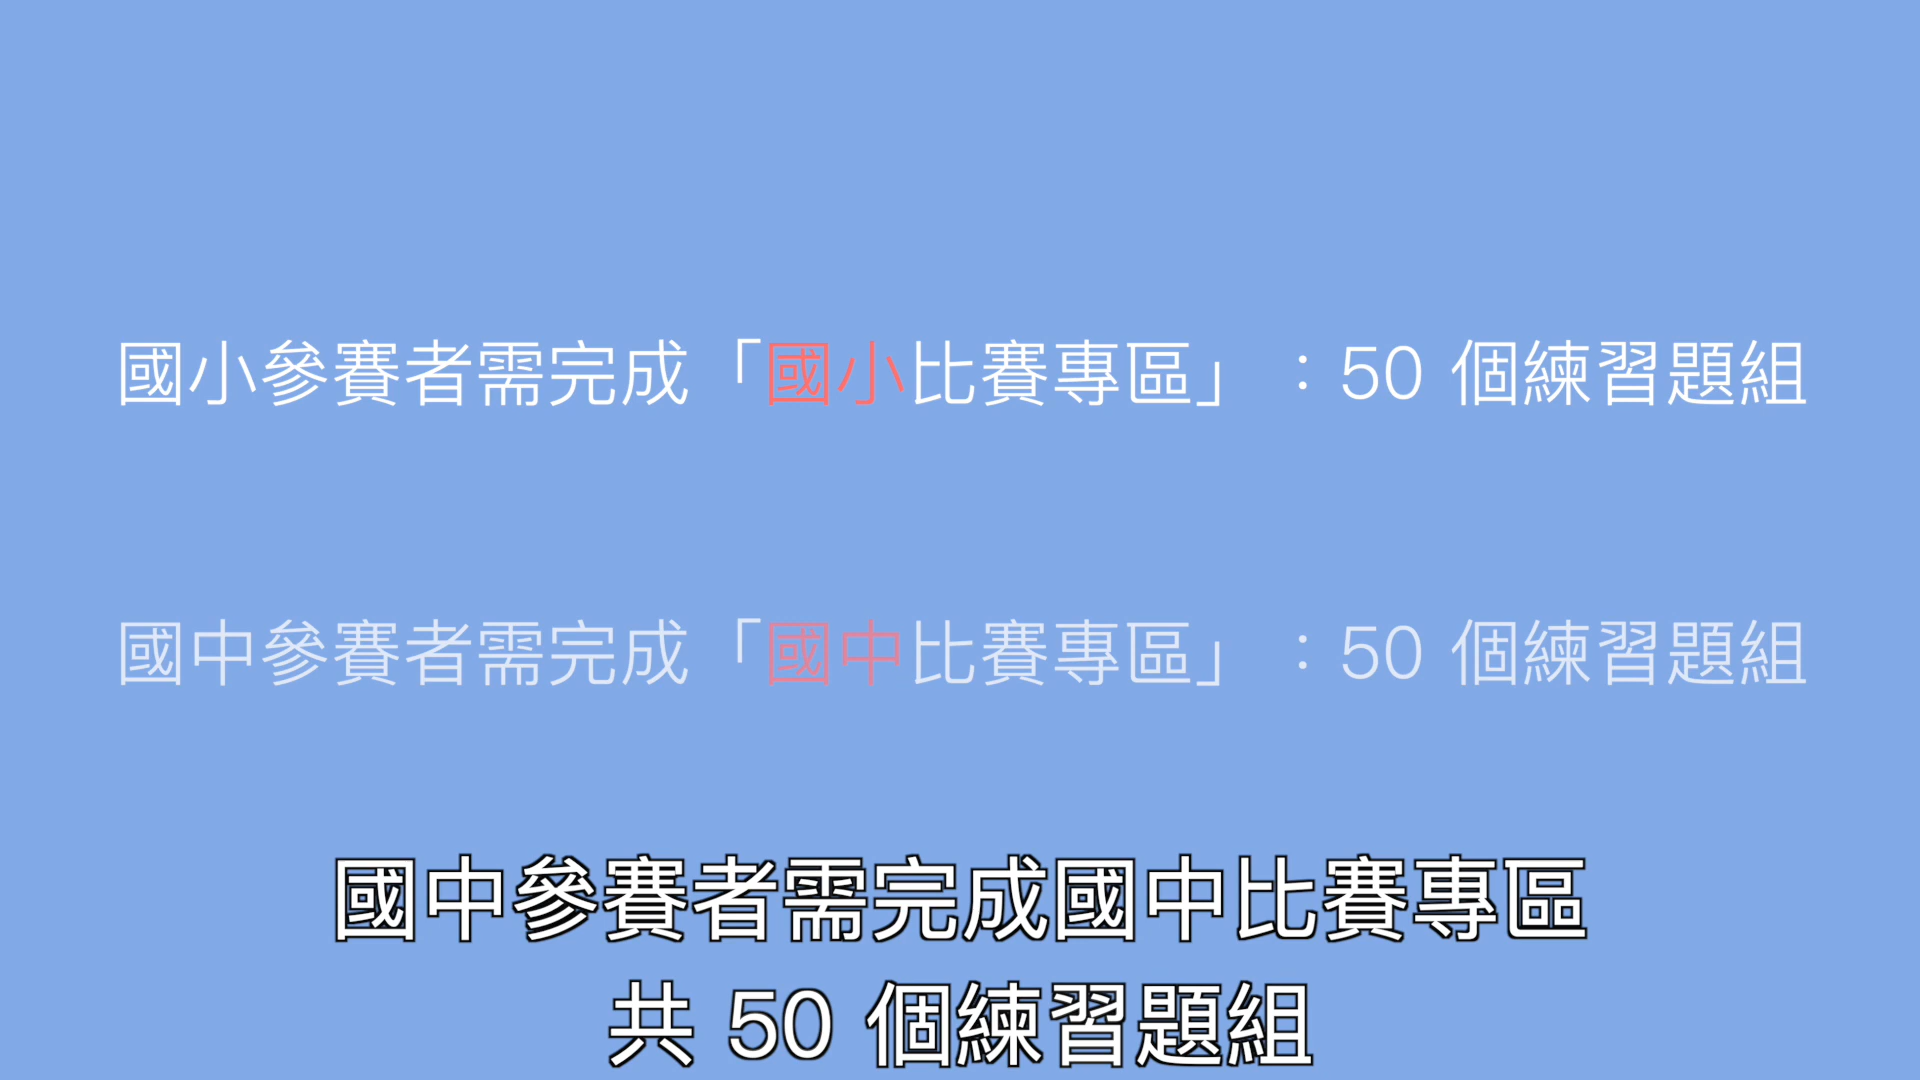 國小參賽者需完成「國小比賽專區」：50 個練習題組
國中參賽者需完成「國中比賽專區」：50 個練習題組
國中參賽者需完成國中比賽專區
共 50 個練習題組